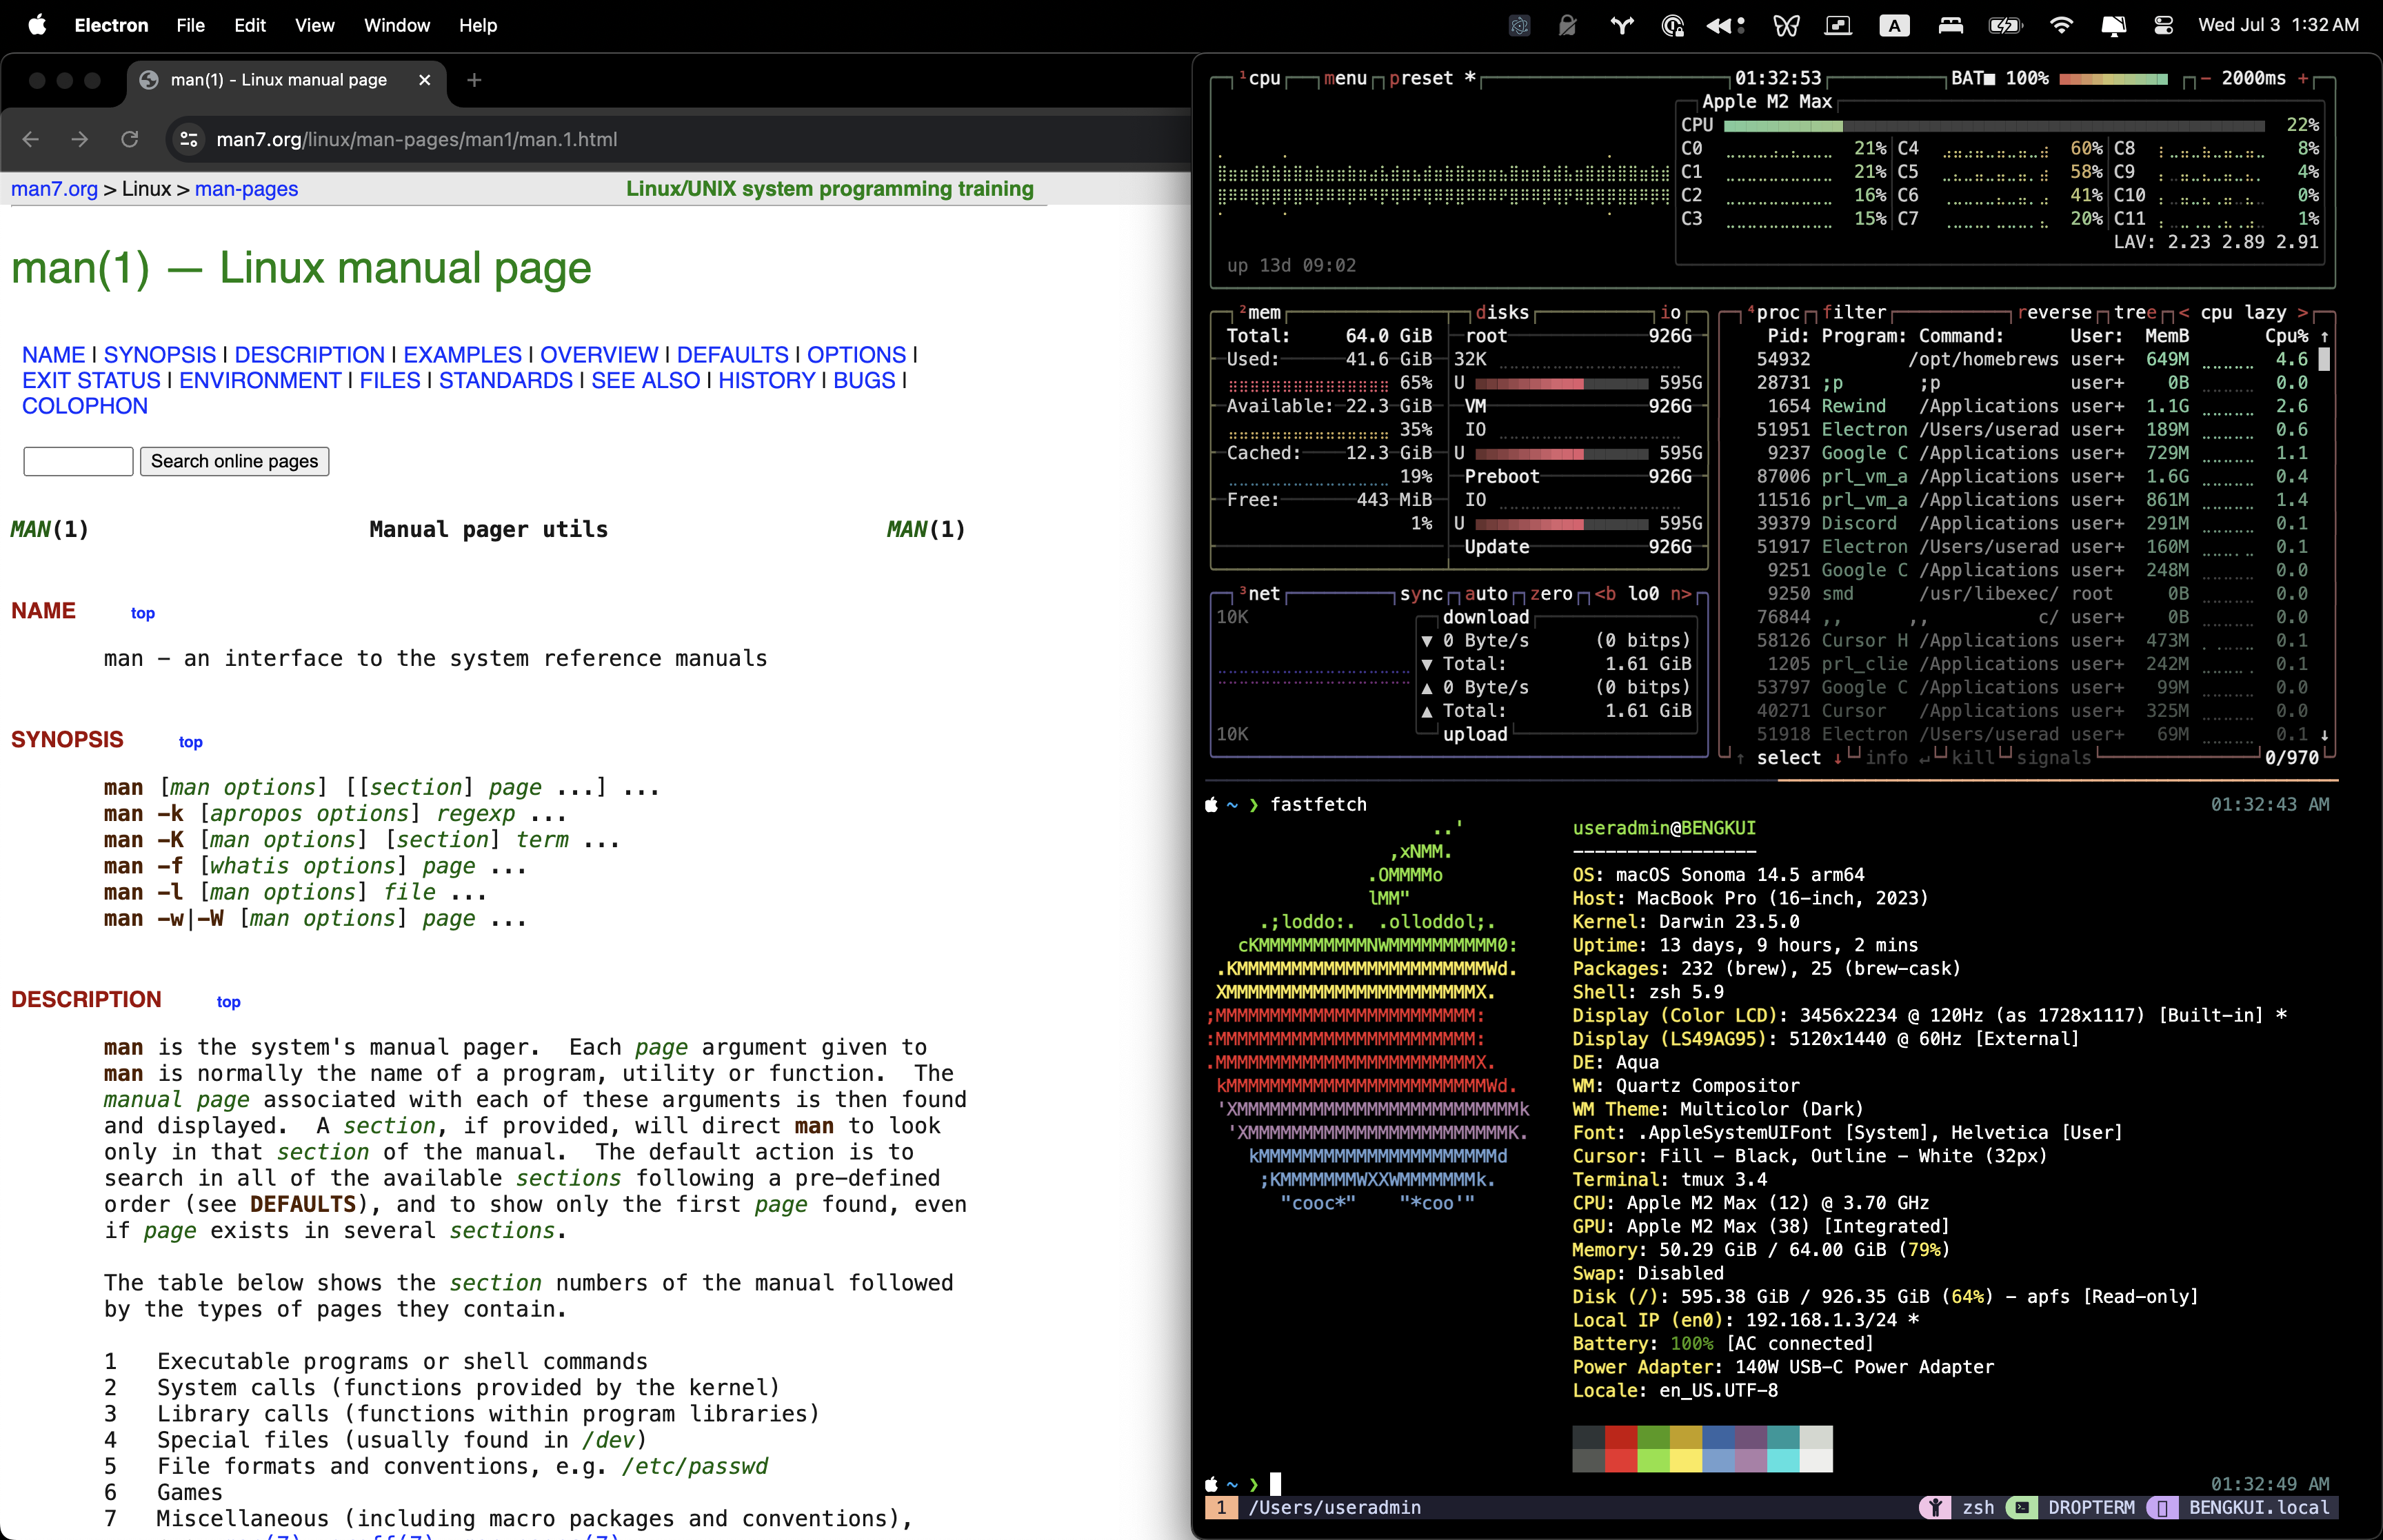 Electron File Edit View Window Help
A Wed Jul 3 1:32 AM
man(1) - Linux manual page
man7.org/linux/man-pages/man1/man.1.html
man7.org > Linux > man-pages
Linux/UNIX system programming training
man(1) — Linux manual page
NAME | SYNOPSIS | DESCRIPTION | EXAMPLES | OVERVIEW | DEFAULTS | OPTIONS |
EXIT STATUS | ENVIRONMENT | FILES | STANDARDS | SEE ALSO | HISTORY | BUGS |
COLOPHON
Search online pages
MAN(1) Manual pager utils MAN(1)
NAME top
man - an interface to the system reference manuals
SYNOPSIS top
man [man options] [[section] page ...] ...
man -k [apropos options] regexp ...
man -K [man options] [section] term ...
man -f [whatis options] page ...
man -l [man options] file ...
man -w|-W [man options] page ...
DESCRIPTION top
man is the system's manual pager. Each page argument given to
man is normally the name of a program, utility or function. The
manual page associated with each of these arguments is then found
and displayed. A section, if provided, will direct man to look
only in that section of the manual. The default action is to
search in all of the available sections following a pre-defined
order (see DEFAULTS), and to show only the first page found, even
if page exists in several sections.
The table below shows the section numbers of the manual followed
by the types of pages they contain.
1 Executable programs or shell commands
2 System calls (functions provided by the kernel)
3 Library calls (functions within program libraries)
4 Special files (usually found in /dev)
5 File formats and conventions, e.g. /etc/passwd
6 Games
7 Miscellaneous (including macro packages and conventions),
1cpu menu preset * 01:32:53 BAT■ 100% - 2000ms +
Apple M2 Max
CPU 22%
C0 21% C4 60% C8 8%
C1 21% C5 58% C9 4%
C2 16% C6 41% C10 0%
C3 15% C7 20% C11 1%
LAV: 2.23 2.89 2.91
up 13d 09:02
2mem
Total: 64.0 GiB
Used: 41.6 GiB
65%
Available: 22.3 GiB
35%
Cached: 12.3 GiB
19%
Free: 443 MiB
1%
disks io
root 926G
32K
U 595G
VM 926G
IO
U 595G
Preboot 926G
IO
U 595G
Update 926G
4proc filter reverse tree < cpu lazy >
Pid: Program: Command: User: MemB Cpu% ↑
54932 /opt/homebrews 649M 4.6
28731 ;p ;p user+ 0B 0.0
1654 Rewind /Applications user+ 1.1G 2.6
51951 Electron /Users/userad user+ 189M 0.6
9237 Google C /Applications user+ 729M 1.1
87006 prl_vm_a /Applications user+ 1.6G 0.4
11516 prl_vm_a /Applications user+ 861M 1.4
39379 Discord /Applications user+ 291M 0.1
51917 Electron /Users/userad user+ 160M 0.1
9251 Google C /Applications user+ 248M 0.0
9250 smd /usr/libexec/ root 0B 0.0
76844 ,, ,, c/ user+ 0B 0.0
58126 Cursor H /Applications user+ 473M 0.1
1205 prl_clie /Applications user+ 242M 0.1
53797 Google C /Applications user+ 99M 0.0
40271 Cursor /Applications user+ 325M 0.0
51918 Electron /Users/userad user+ 69M 0.1 ↓
↑ select ↓ info ↵ kill signals 0/970
3net sync auto zero <b lo0 n>
10K
download
▼ 0 Byte/s (0 bitps)
▼ Total: 1.61 GiB
▲ 0 Byte/s (0 bitps)
▲ Total: 1.61 GiB
upload
10K
~ ❯ fastfetch 01:32:43 AM
..'
,xNMM.
.OMMMMo
lMM"
.;loddo:. .olloddol;.
cKMMMMMMMMMMNWMMMMMMMMMM0:
.KMMMMMMMMMMMMMMMMMMMMMMMWd.
XMMMMMMMMMMMMMMMMMMMMMMMX.
;MMMMMMMMMMMMMMMMMMMMMMMM:
:MMMMMMMMMMMMMMMMMMMMMMMM:
.MMMMMMMMMMMMMMMMMMMMMMMMX.
kMMMMMMMMMMMMMMMMMMMMMMMMWd.
'XMMMMMMMMMMMMMMMMMMMMMMMMMMk
'XMMMMMMMMMMMMMMMMMMMMMMMMK.
kMMMMMMMMMMMMMMMMMMMMMMd
;KMMMMMMMWXXWMMMMMMMk.
"cooc*" "*coo'"
useradmin@BENGKUI
-----------------
OS: macOS Sonoma 14.5 arm64
Host: MacBook Pro (16-inch, 2023)
Kernel: Darwin 23.5.0
Uptime: 13 days, 9 hours, 2 mins
Packages: 232 (brew), 25 (brew-cask)
Shell: zsh 5.9
Display (Color LCD): 3456x2234 @ 120Hz (as 1728x1117) [Built-in] *
Display (LS49AG95): 5120x1440 @ 60Hz [External]
DE: Aqua
WM: Quartz Compositor
WM Theme: Multicolor (Dark)
Font: .AppleSystemUIFont [System], Helvetica [User]
Cursor: Fill - Black, Outline - White (32px)
Terminal: tmux 3.4
CPU: Apple M2 Max (12) @ 3.70 GHz
GPU: Apple M2 Max (38) [Integrated]
Memory: 50.29 GiB / 64.00 GiB (79%)
Swap: Disabled
Disk (/): 595.38 GiB / 926.35 GiB (64%) - apfs [Read-only]
Local IP (en0): 192.168.1.3/24 *
Battery: 100% [AC connected]
Power Adapter: 140W USB-C Power Adapter
Locale: en_US.UTF-8
~ ❯ 01:32:49 AM
1 /Users/useradmin zsh DROPTERM BENGKUI.local